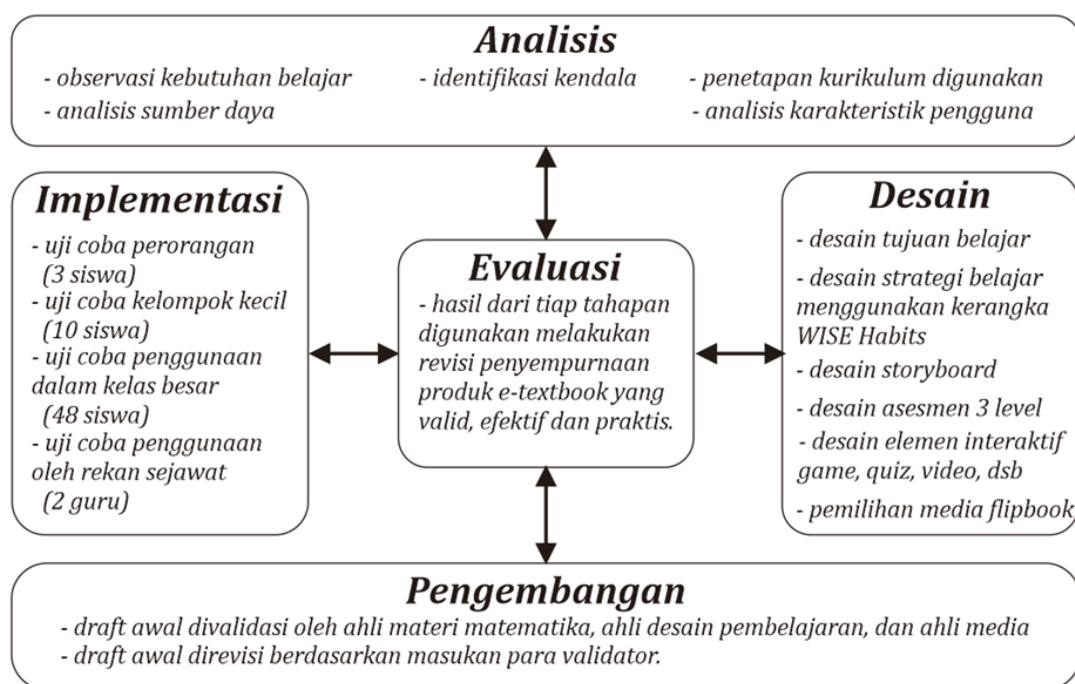 Analisis
- observasi kebutuhan belajar
- identifikasi kendala
- penetapan kurikulum digunakan
- analisis sumber daya
- analisis karakteristik pengguna
Implementasi
- uji coba perorangan
(3 siswa)
- uji coba kelompok kecil
(10 siswa)
- uji coba penggunaan
dalam kelas besar
(48 siswa)
- uji coba penggunaan
oleh rekan sejawat
(2 guru)
Evaluasi
- hasil dari tiap tahapan
digunakan melakukan
revisi penyempurnaan
produk e-textbook yang
valid, efektif dan praktis.
Desain
- desain tujuan belajar
- desain strategi belajar
menggunakan kerangka
WISE Habits
- desain storyboard
- desain asesmen 3 level
- desain elemen interaktif
game, quiz, video, dsb
- pemilihan media flipbook
Pengembangan
- draft awal divalidasi oleh ahli materi matematika, ahli desain pembelajaran, dan ahli media
- draft awal direvisi berdasarkan masukan para validator.